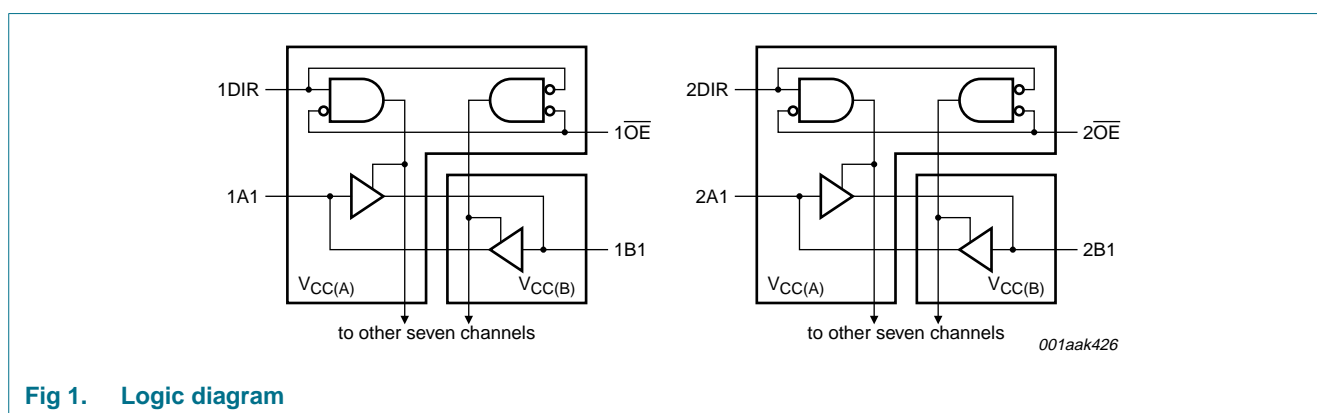 1DIR
1OE
1A1
1B1
VCC(A)
VCC(B)
to other seven channels
2DIR
2OE
2A1
2B1
VCC(A)
VCC(B)
to other seven channels
001aak426
Fig 1. Logic diagram